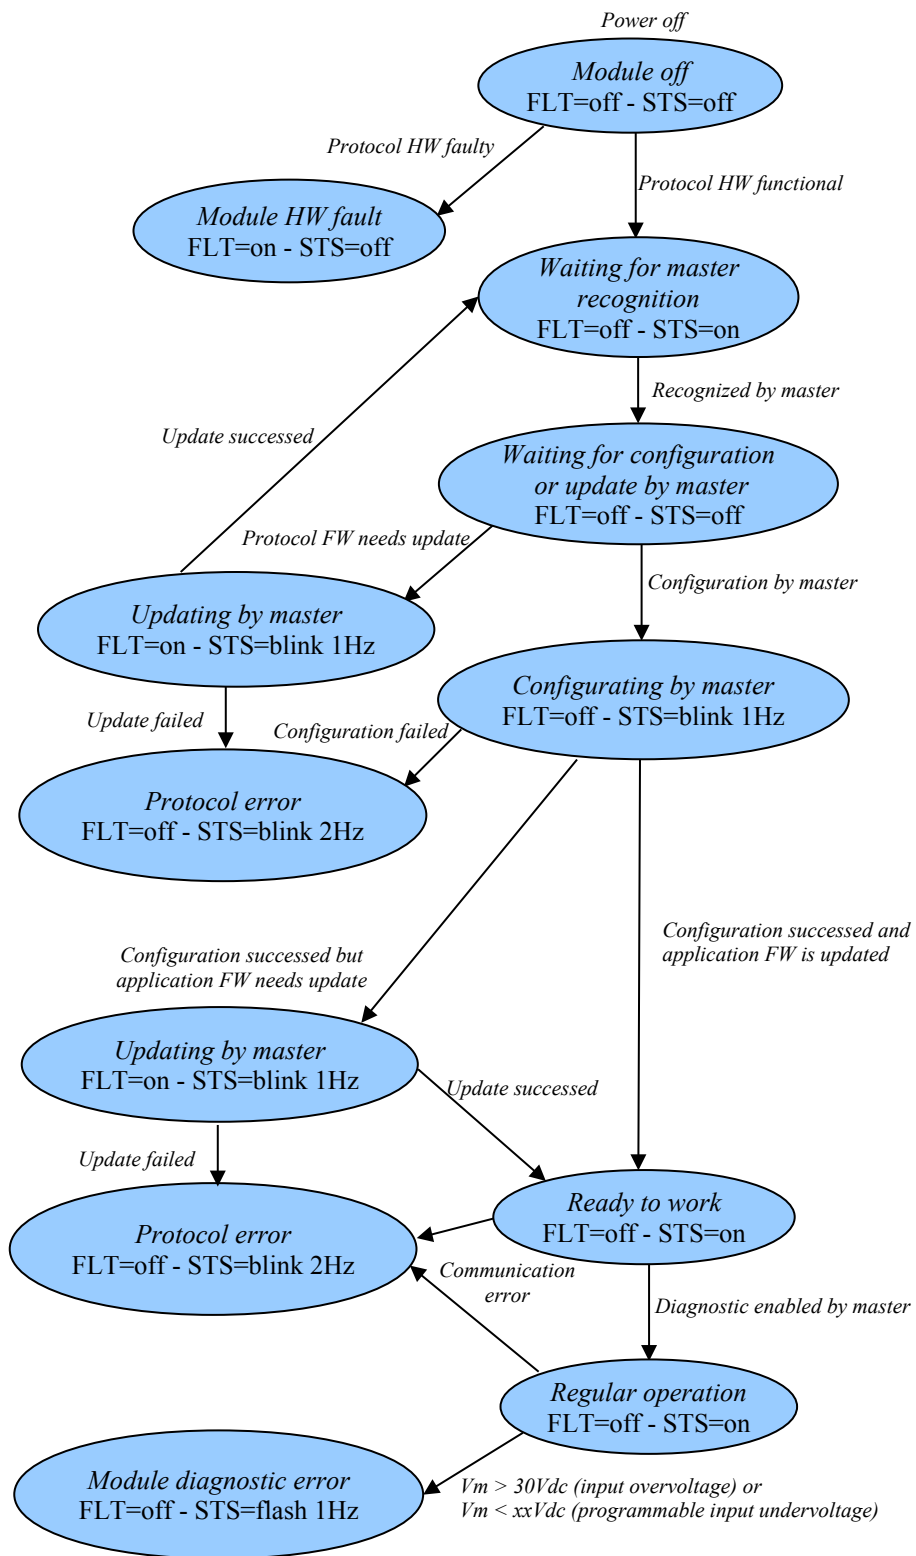 Power off
Module off
FLT=off - STS=off
Protocol HW faulty
Protocol HW functional
Module HW fault
FLT=on - STS=off
Waiting for master
recognition
FLT=off - STS=on
Recognized by master
Update successed
Waiting for configuration
or update by master
FLT=off - STS=off
Protocol FW needs update
Configuration by master
Updating by master
FLT=on - STS=blink 1Hz
Configurating by master
FLT=off - STS=blink 1Hz
Update failed
Configuration failed
Protocol error
FLT=off - STS=blink 2Hz
Configuration successed and
application FW is updated
Configuration successed but
application FW needs update
Updating by master
FLT=on - STS=blink 1Hz
Update successed
Update failed
Ready to work
FLT=off - STS=on
Protocol error
FLT=off - STS=blink 2Hz
Communication
error
Diagnostic enabled by master
Regular operation
FLT=off - STS=on
Module diagnostic error
FLT=off - STS=flash 1Hz
Vm > 30Vdc (input overvoltage) or
Vm < xxVdc (programmable input undervoltage)